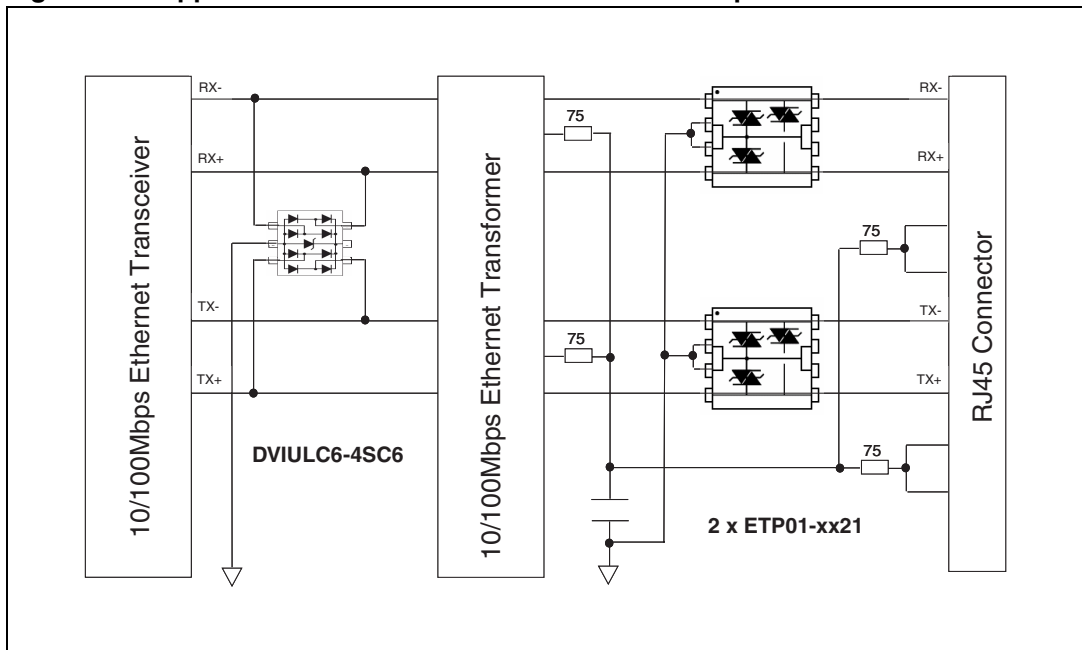 10/100Mbps Ethernet Transceiver
RX-
RX+
TX-
TX+
DVIULC6-4SC6
10/100Mbps Ethernet Transformer
75
75
2 x ETP01-xx21
75
75
RX-
RX+
TX-
TX+
RJ45 Connector